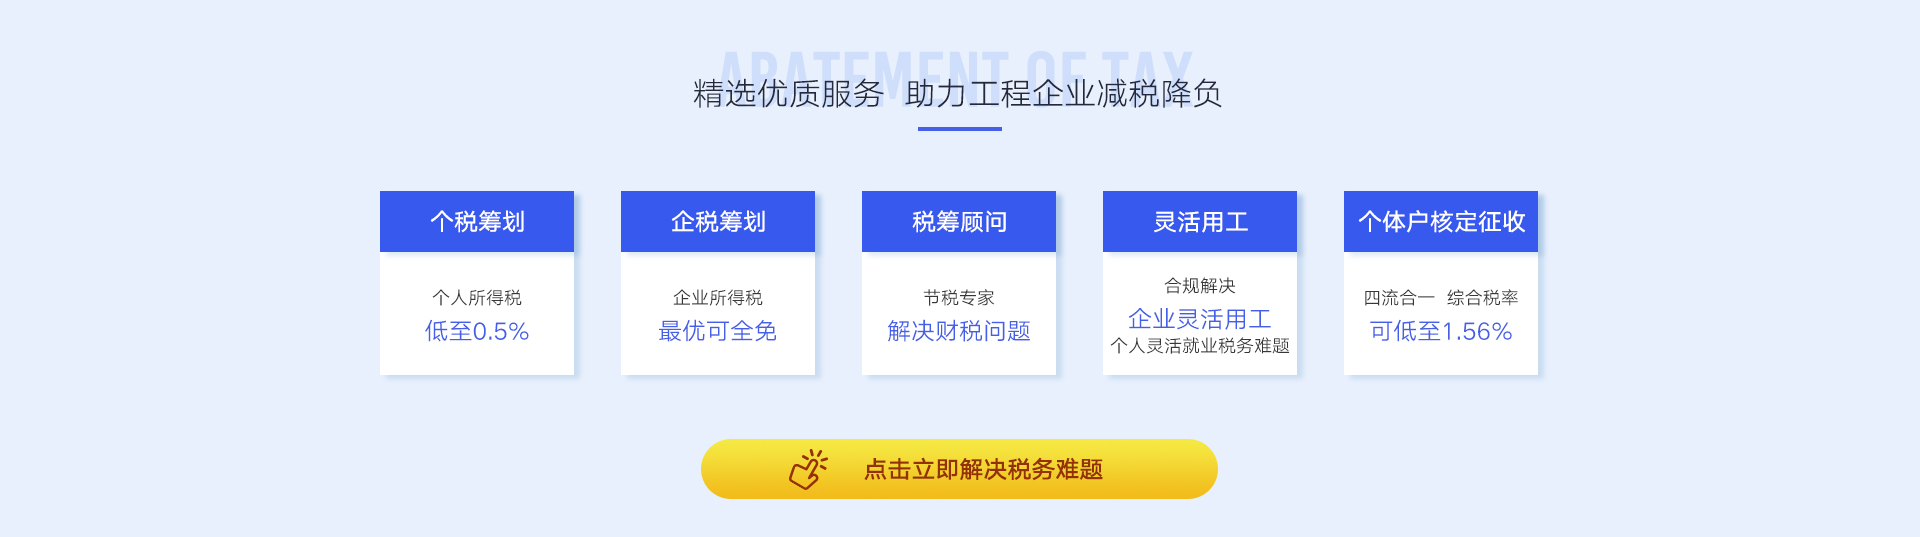 ABATEMENT OF TAX
精选优质服务 助力工程企业减税降负
个税筹划
个人所得税
低至0.5%
企税筹划
企业所得税
最优可全免
税筹顾问
节税专家
解决财税问题
灵活用工
合规解决
企业灵活用工
个人灵活就业税务难题
个体户核定征收
四流合一 综合税率
可低至1.56%
点击立即解决税务难题